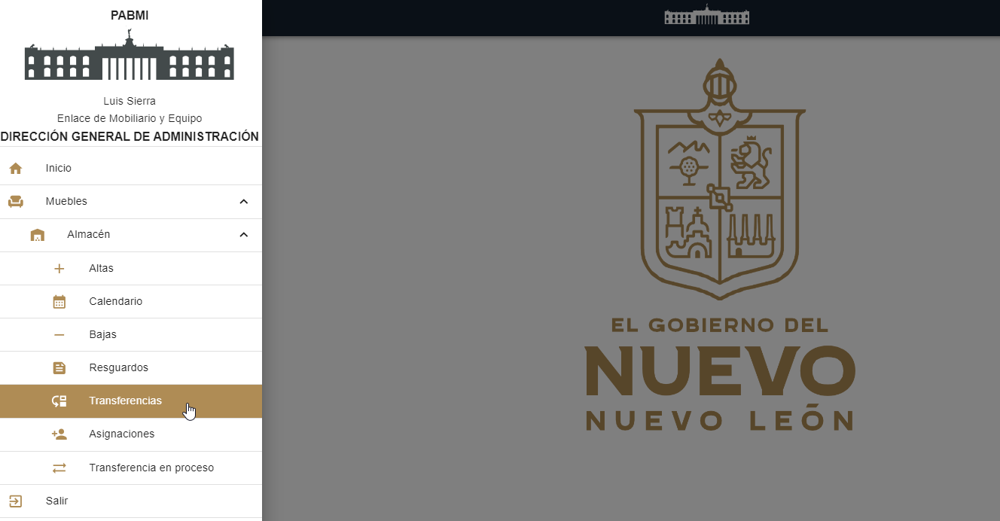 PABMI
Luis Sierra
Enlace de Mobiliario y Equipo
DIRECCIÓN GENERAL DE ADMINISTRACIÓN
Inicio
Muebles
Almacén
Altas
Calendario
Bajas
Resguardos
Transferencias
Asignaciones
Transferencia en proceso
Salir
EL GOBIERNO DEL
NUEVO
NUEVO LEÓN